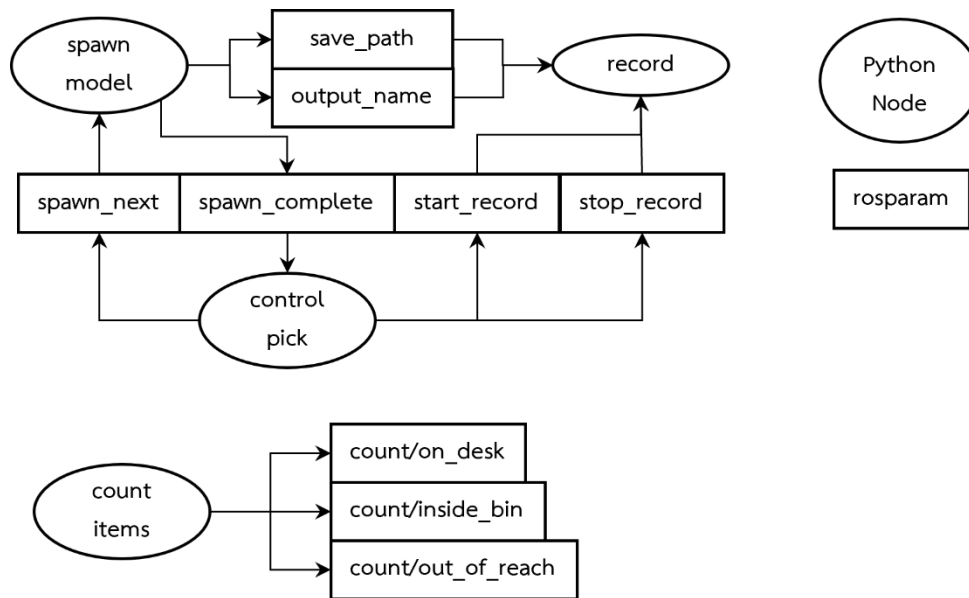 spawn
model
save_path
output_name
record
Python
Node
spawn_next
spawn_complete
start_record
stop_record
rosparam
control
pick
count
items
count/on_desk
count/inside_bin
count/out_of_reach